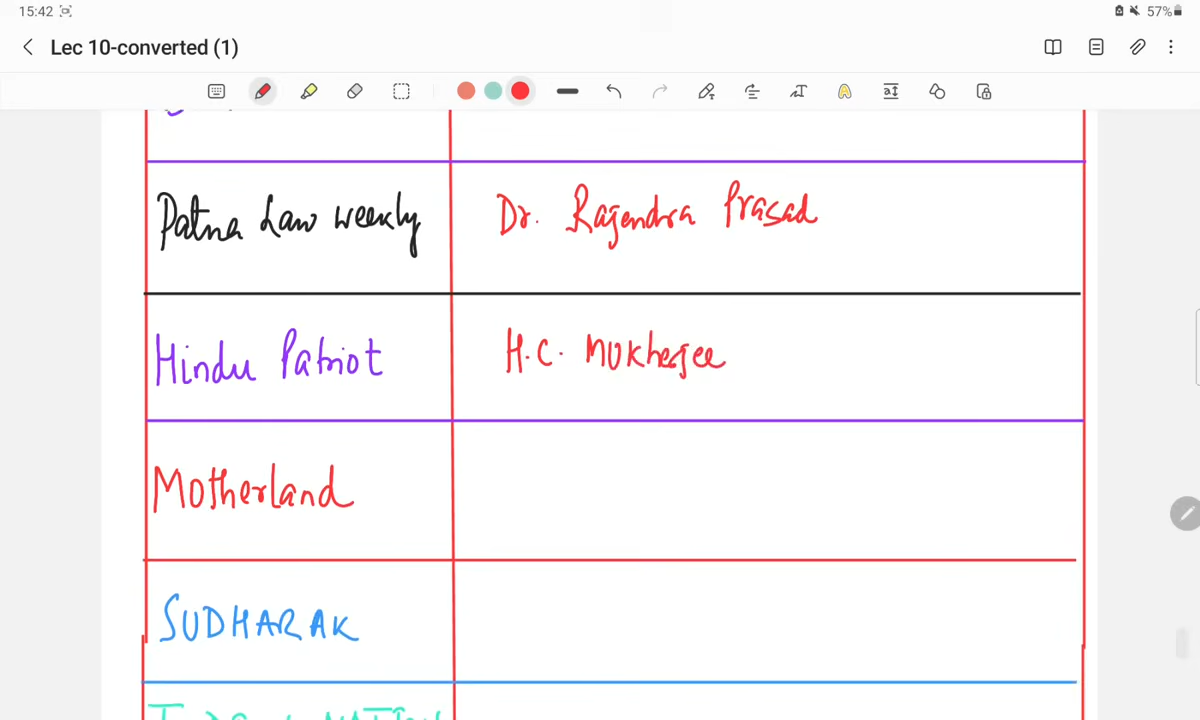 15:42 57%
Lec 10-converted (1)
Patna Law weekly Dr. Rajendra Prasad
Hindu Patriot H.C. Mukherjee
Motherland
SUDHARAK